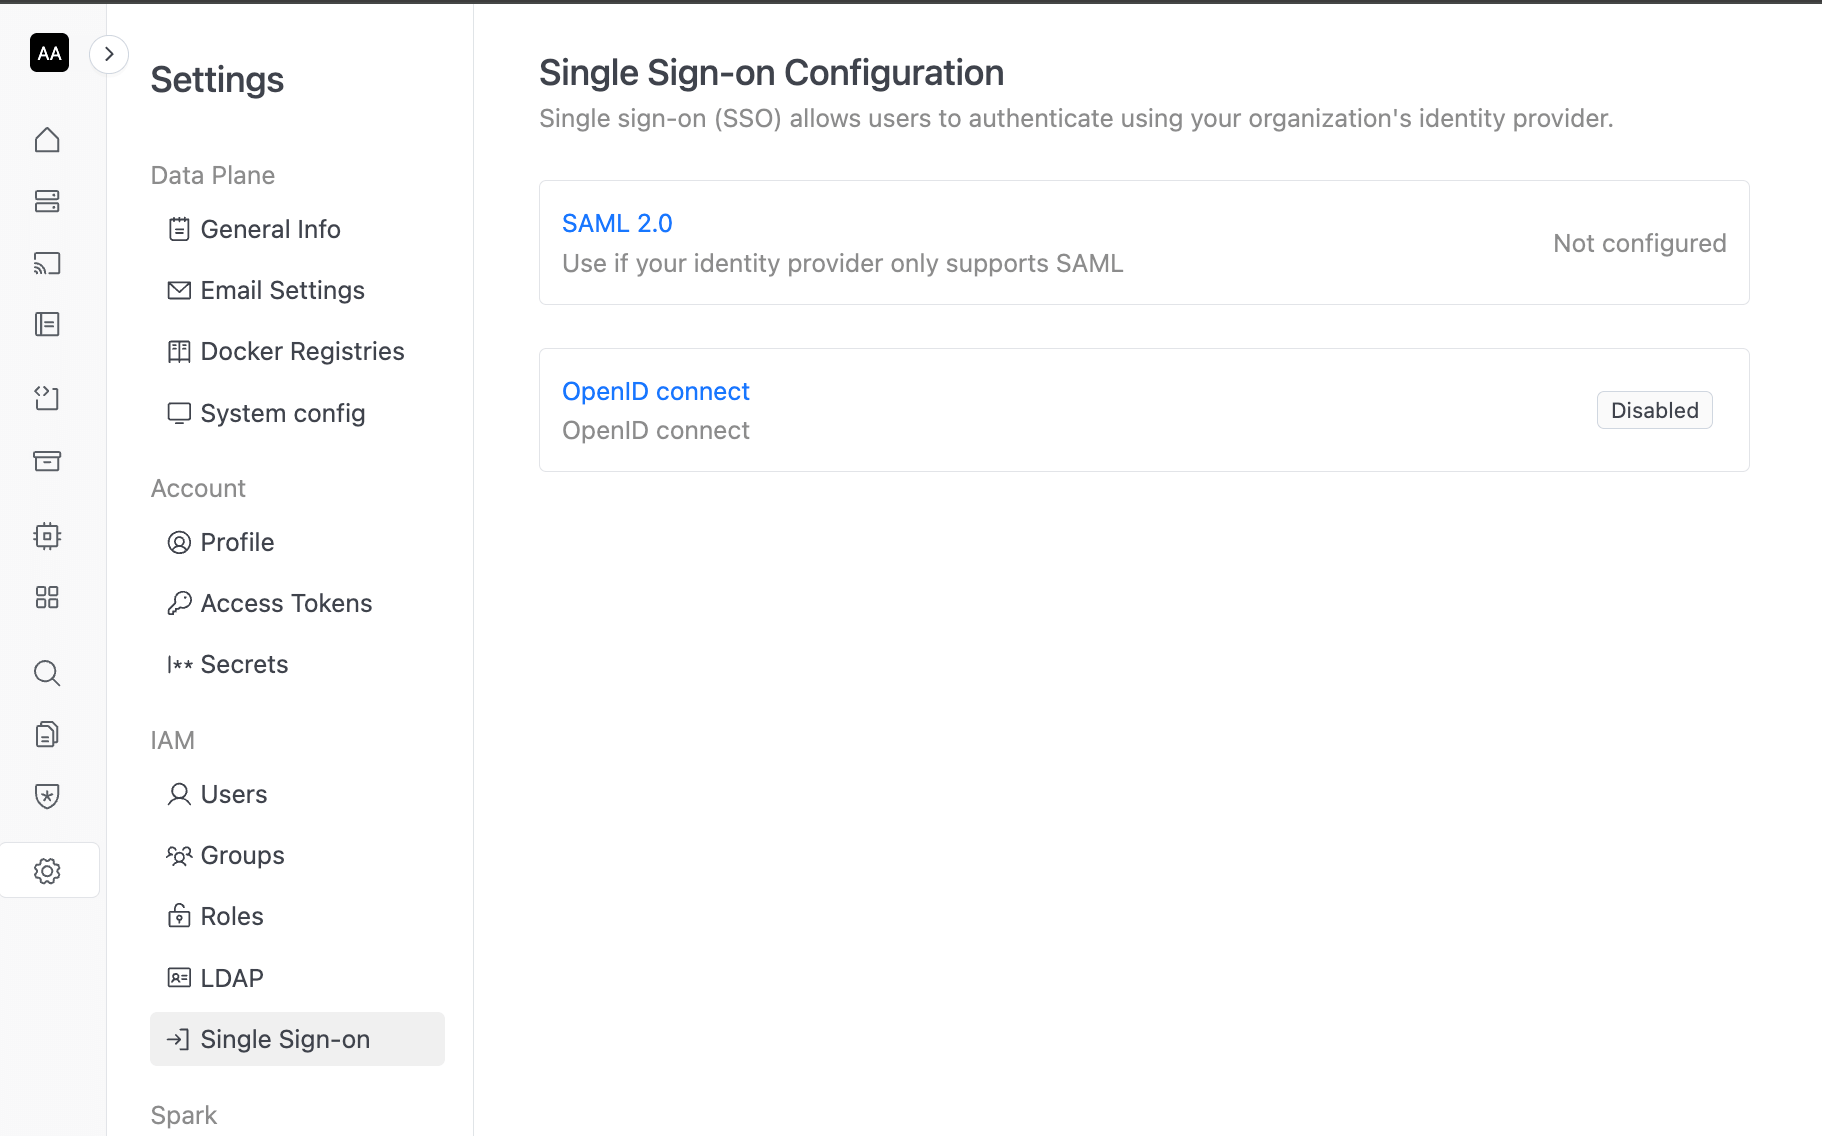 AA
Settings
Data Plane
General Info
Email Settings
Docker Registries
System config
Account
Profile
Access Tokens
Secrets
IAM
Users
Groups
Roles
LDAP
Single Sign-on
Spark
Single Sign-on Configuration
Single sign-on (SSO) allows users to authenticate using your organization's identity provider.
SAML 2.0
Use if your identity provider only supports SAML
Not configured
OpenID connect
OpenID connect
Disabled